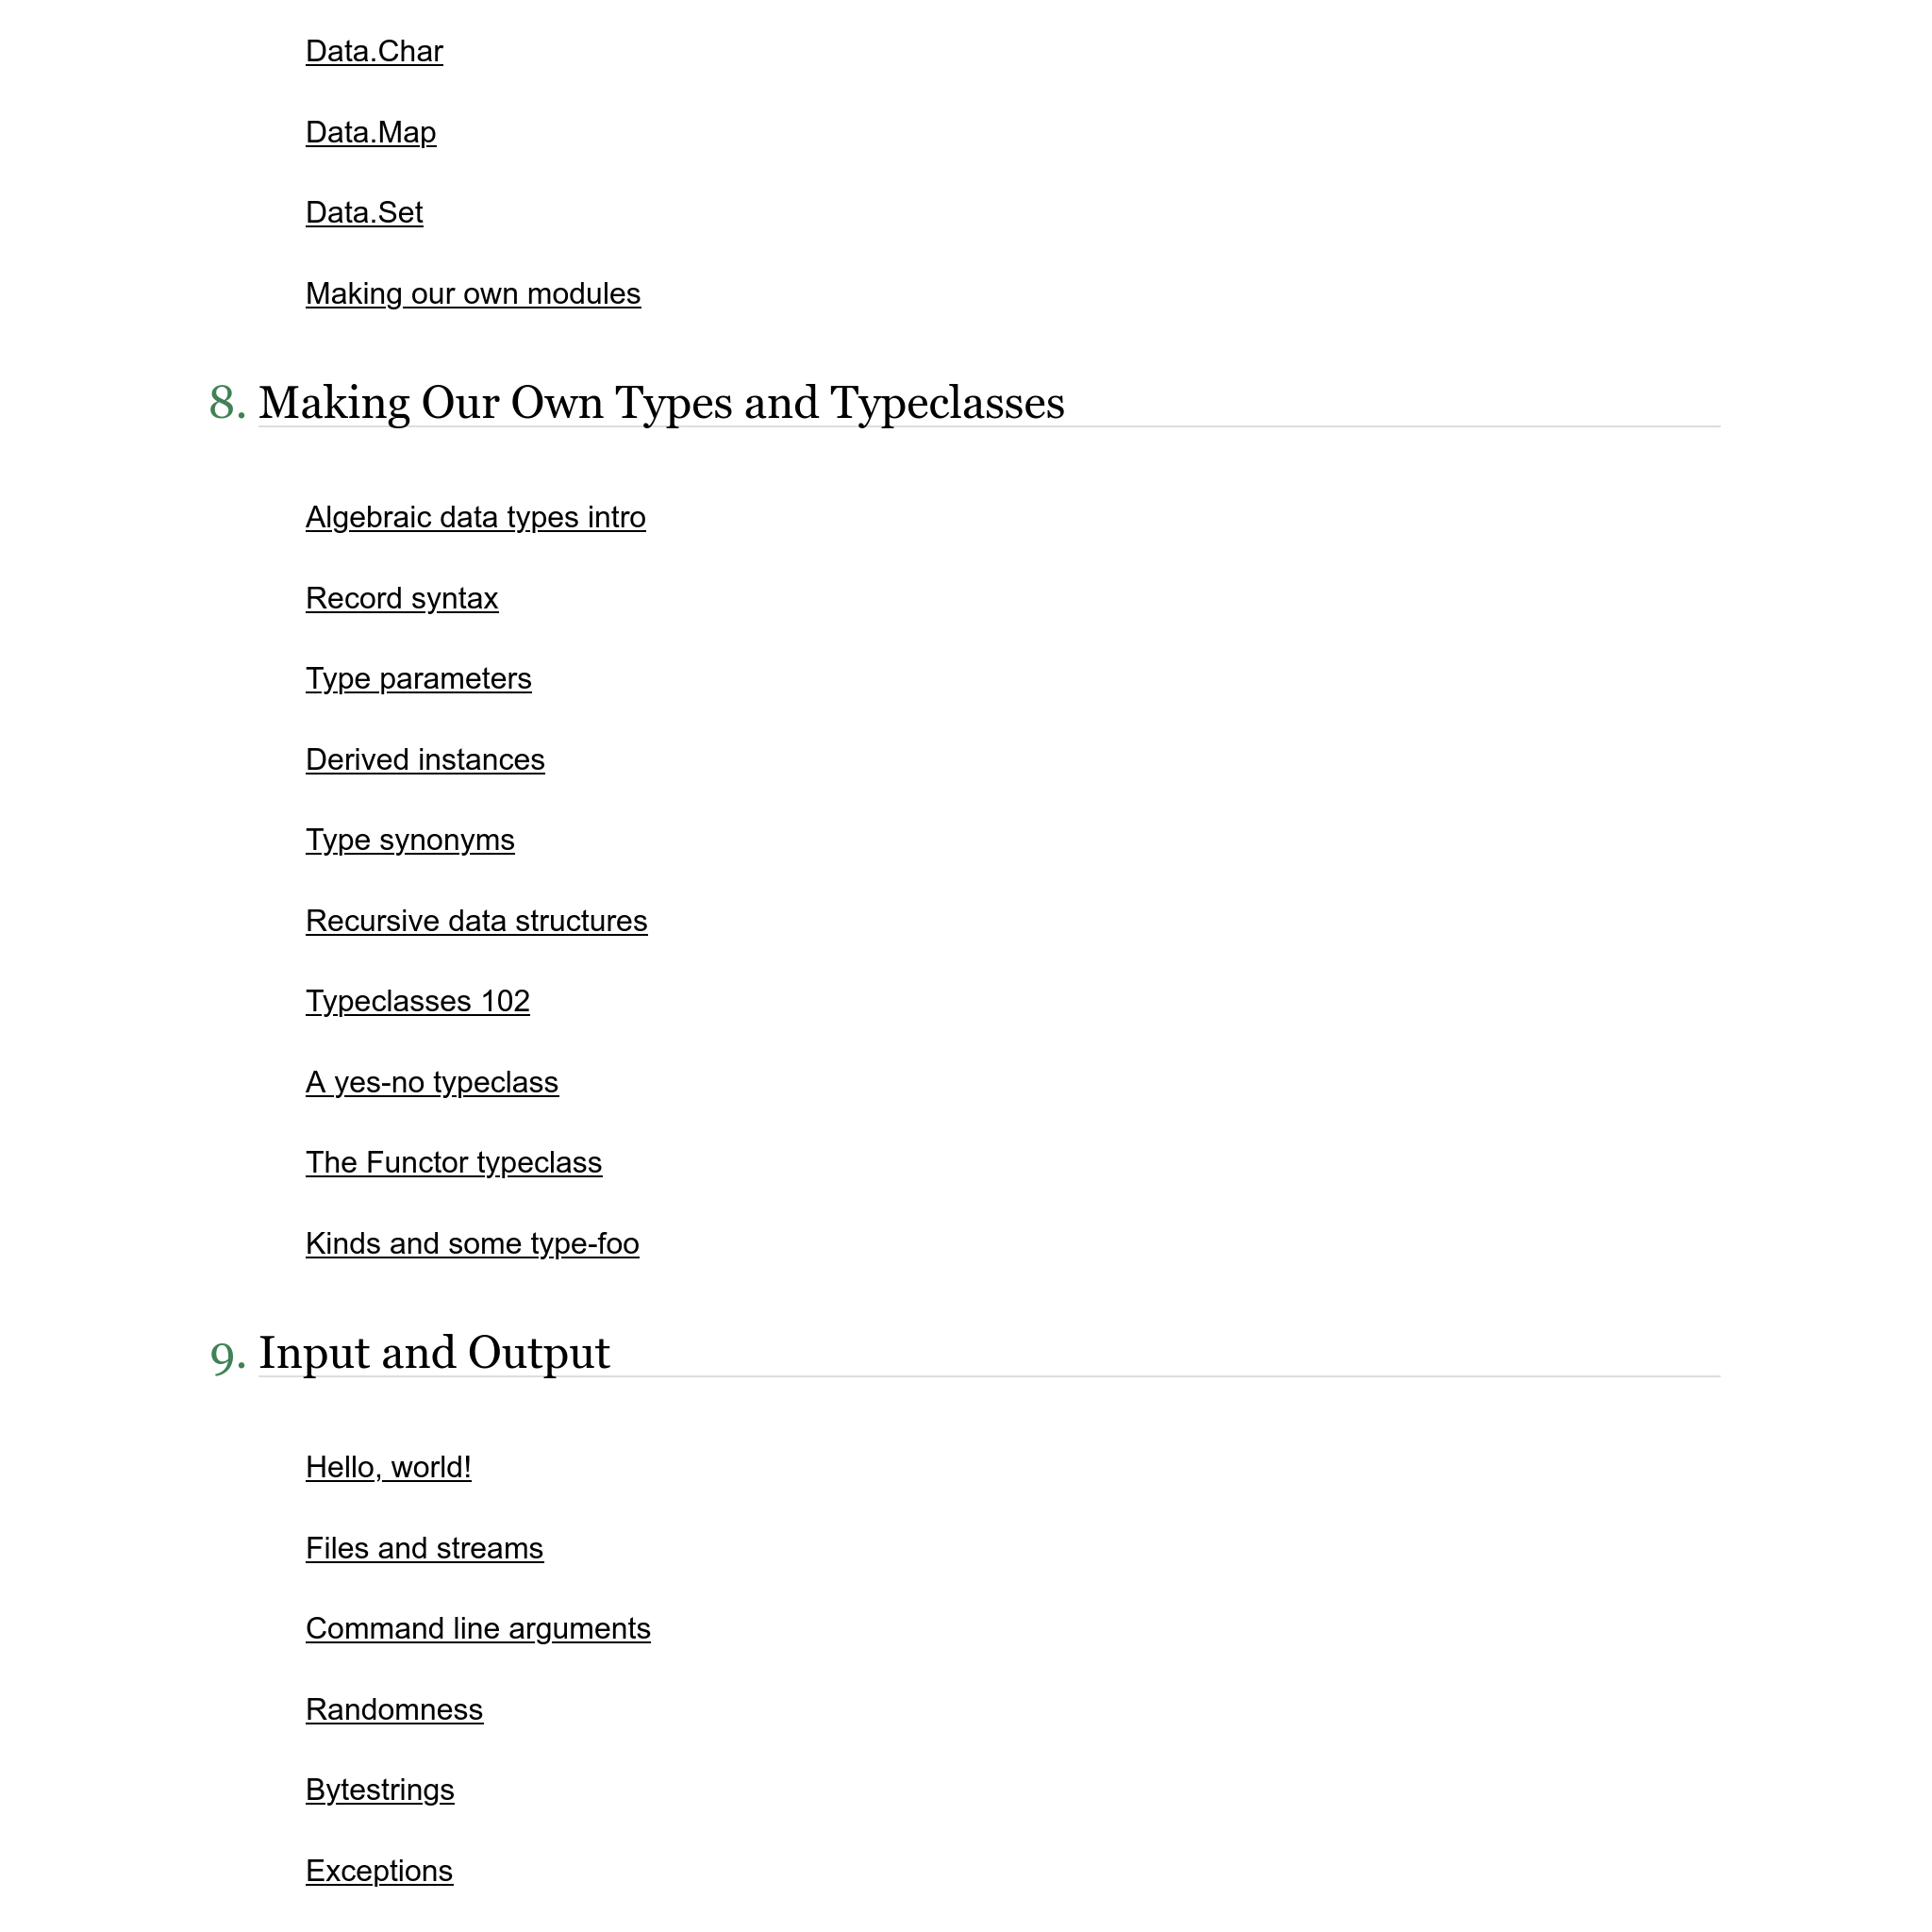 Data.Char
Data.Map
Data.Set
Making our own modules
8. Making Our Own Types and Typeclasses
Algebraic data types intro
Record syntax
Type parameters
Derived instances
Type synonyms
Recursive data structures
Typeclasses 102
A yes-no typeclass
The Functor typeclass
Kinds and some type-foo
9. Input and Output
Hello, world!
Files and streams
Command line arguments
Randomness
Bytestrings
Exceptions